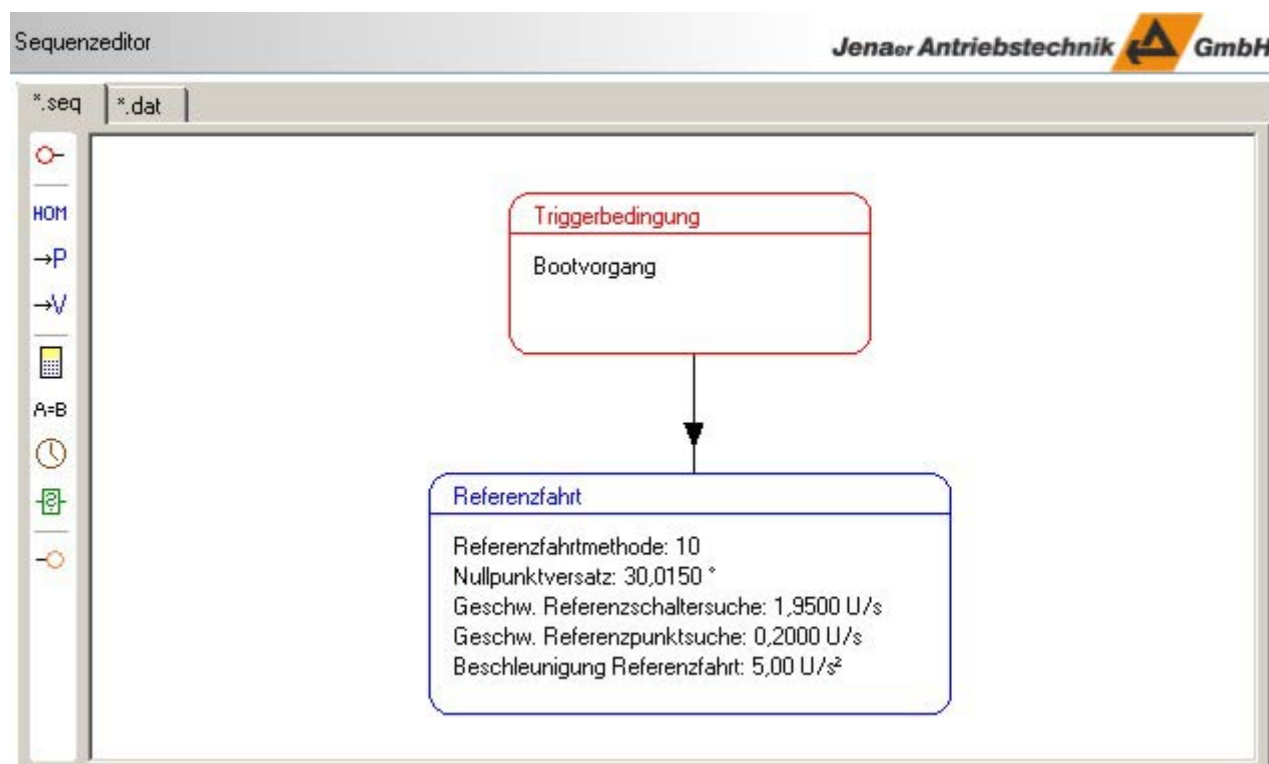 Sequenzeditor
Jenaer Antriebstechnik GmbH
*.seq *.dat
HOM
→P
→V
A=B
Triggerbedingung
Bootvorgang
Referenzfahrt
Referenzfahrtmethode: 10
Nullpunktversatz: 30,0150 °
Geschw. Referenzschaltersuche: 1,9500 U/s
Geschw. Referenzpunktsuche: 0,2000 U/s
Beschleunigung Referenzfahrt: 5,00 U/s²